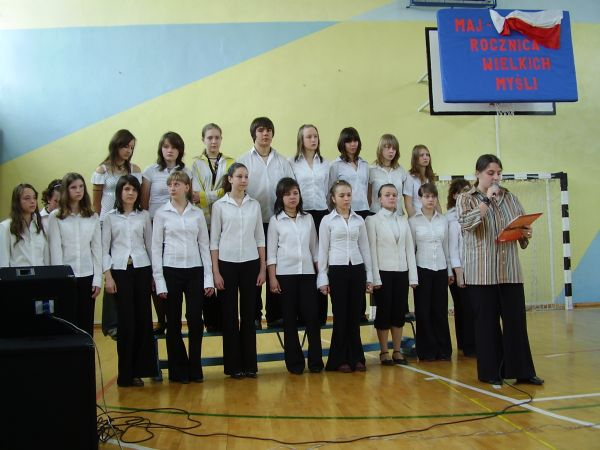 MAJ -
ROCZNICA
WIELKICH
MYŚLI